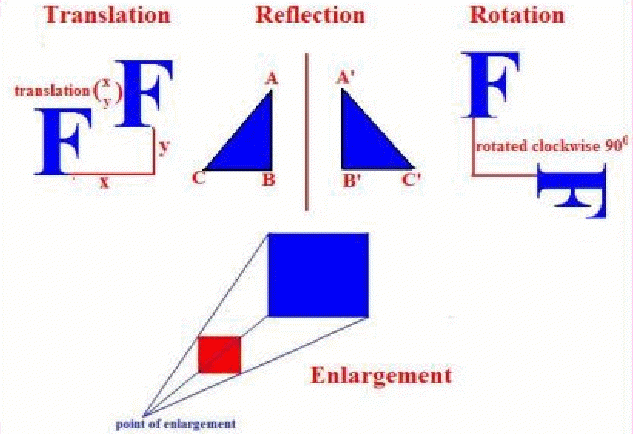 Translation
Reflection
Rotation
translation (x y)
F
F
y
x
A
C
B
A'
B'
C'
F
rotated clockwise 90⁰
F
Enlargement
point of enlargement